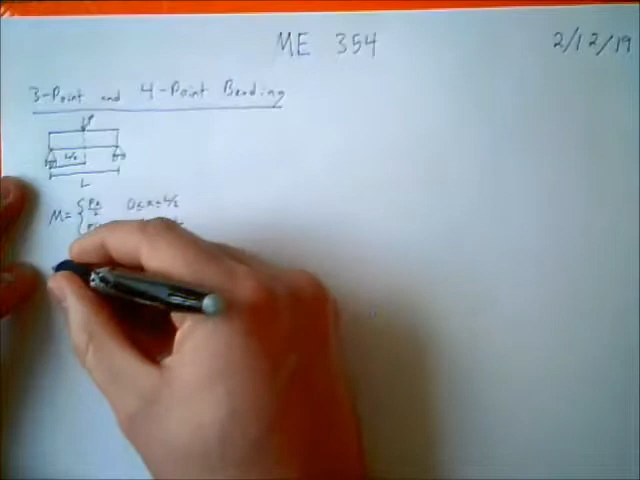 ME 354
2/12/19
3-Point and 4-Point Bending
P
L/2
L
M = { Px/2 0 ≤ x ≤ L/2